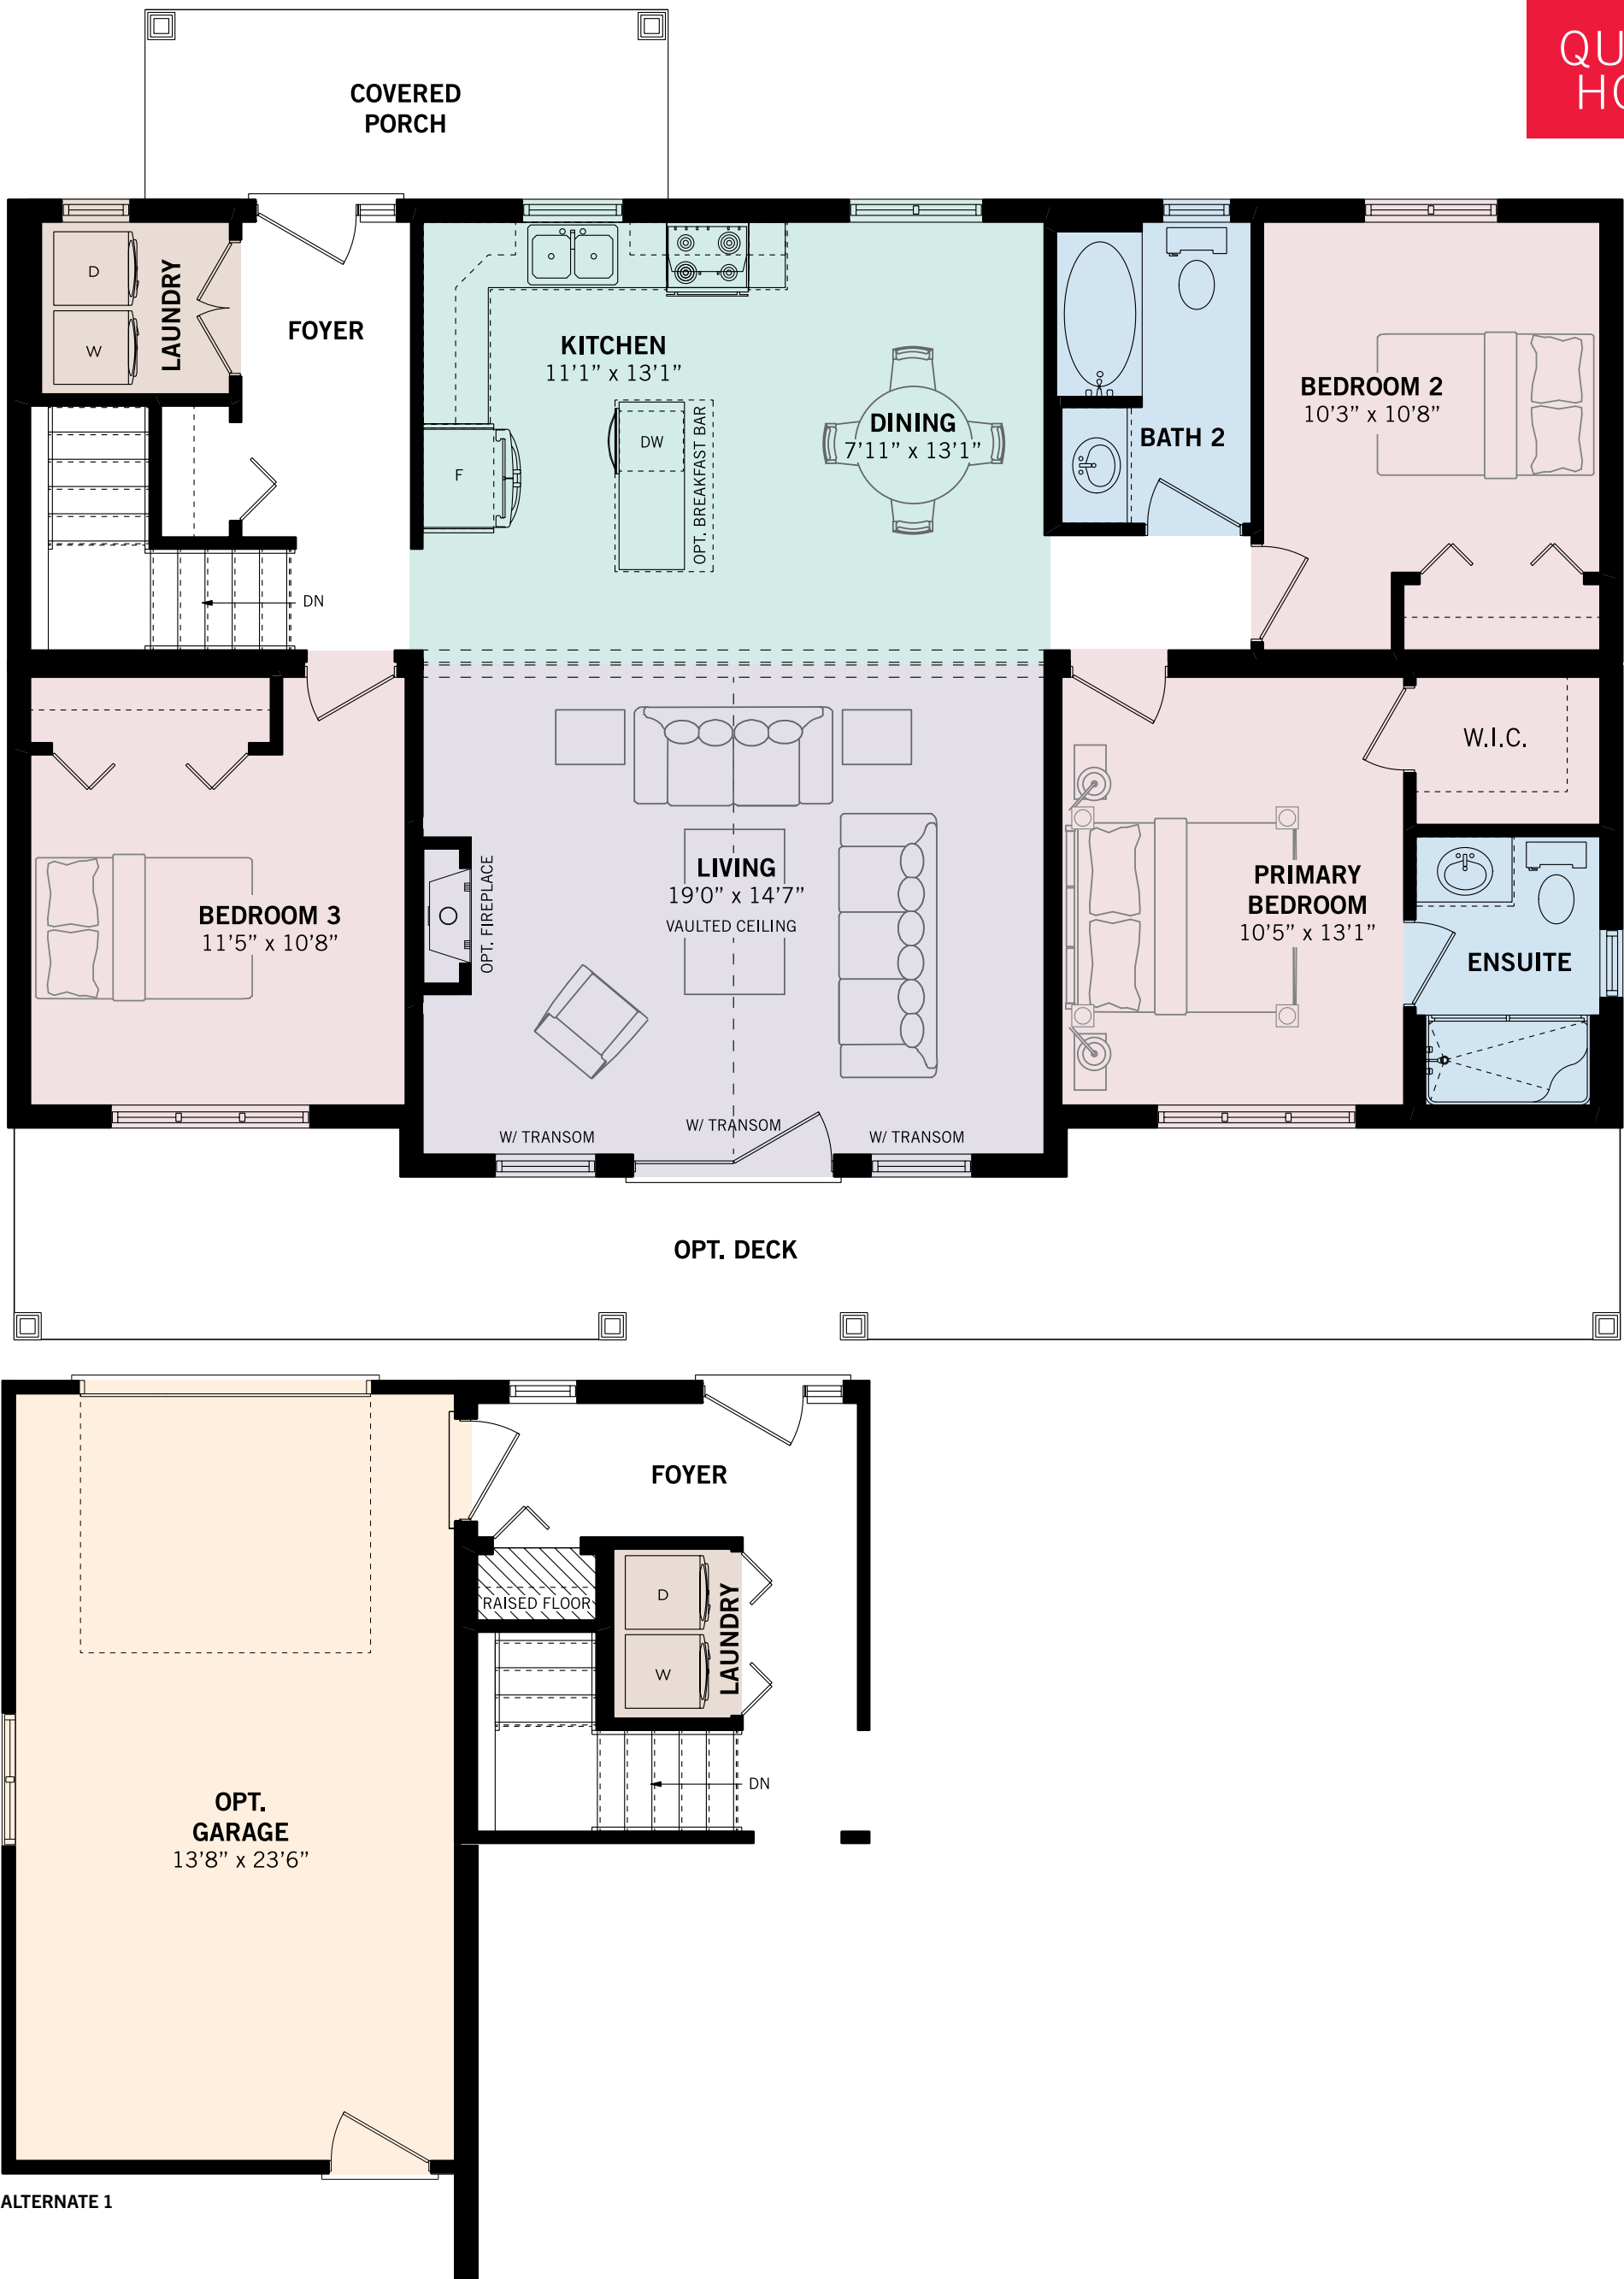 QU
HO
COVERED
PORCH
D
W
LAUNDRY
FOYER
KITCHEN
11'1" x 13'1"
DW
OPT. BREAKFAST BAR
F
DINING
7'11" x 13'1"
BATH 2
BEDROOM 2
10'3" x 10'8"
DN
W.I.C.
BEDROOM 3
11'5" x 10'8"
OPT. FIREPLACE
LIVING
19'0" x 14'7"
VAULTED CEILING
PRIMARY
BEDROOM
10'5" x 13'1"
ENSUITE
W/ TRANSOM
W/ TRANSOM
W/ TRANSOM
OPT. DECK
FOYER
RAISED FLOOR
D
W
LAUNDRY
DN
OPT.
GARAGE
13'8" x 23'6"
ALTERNATE 1